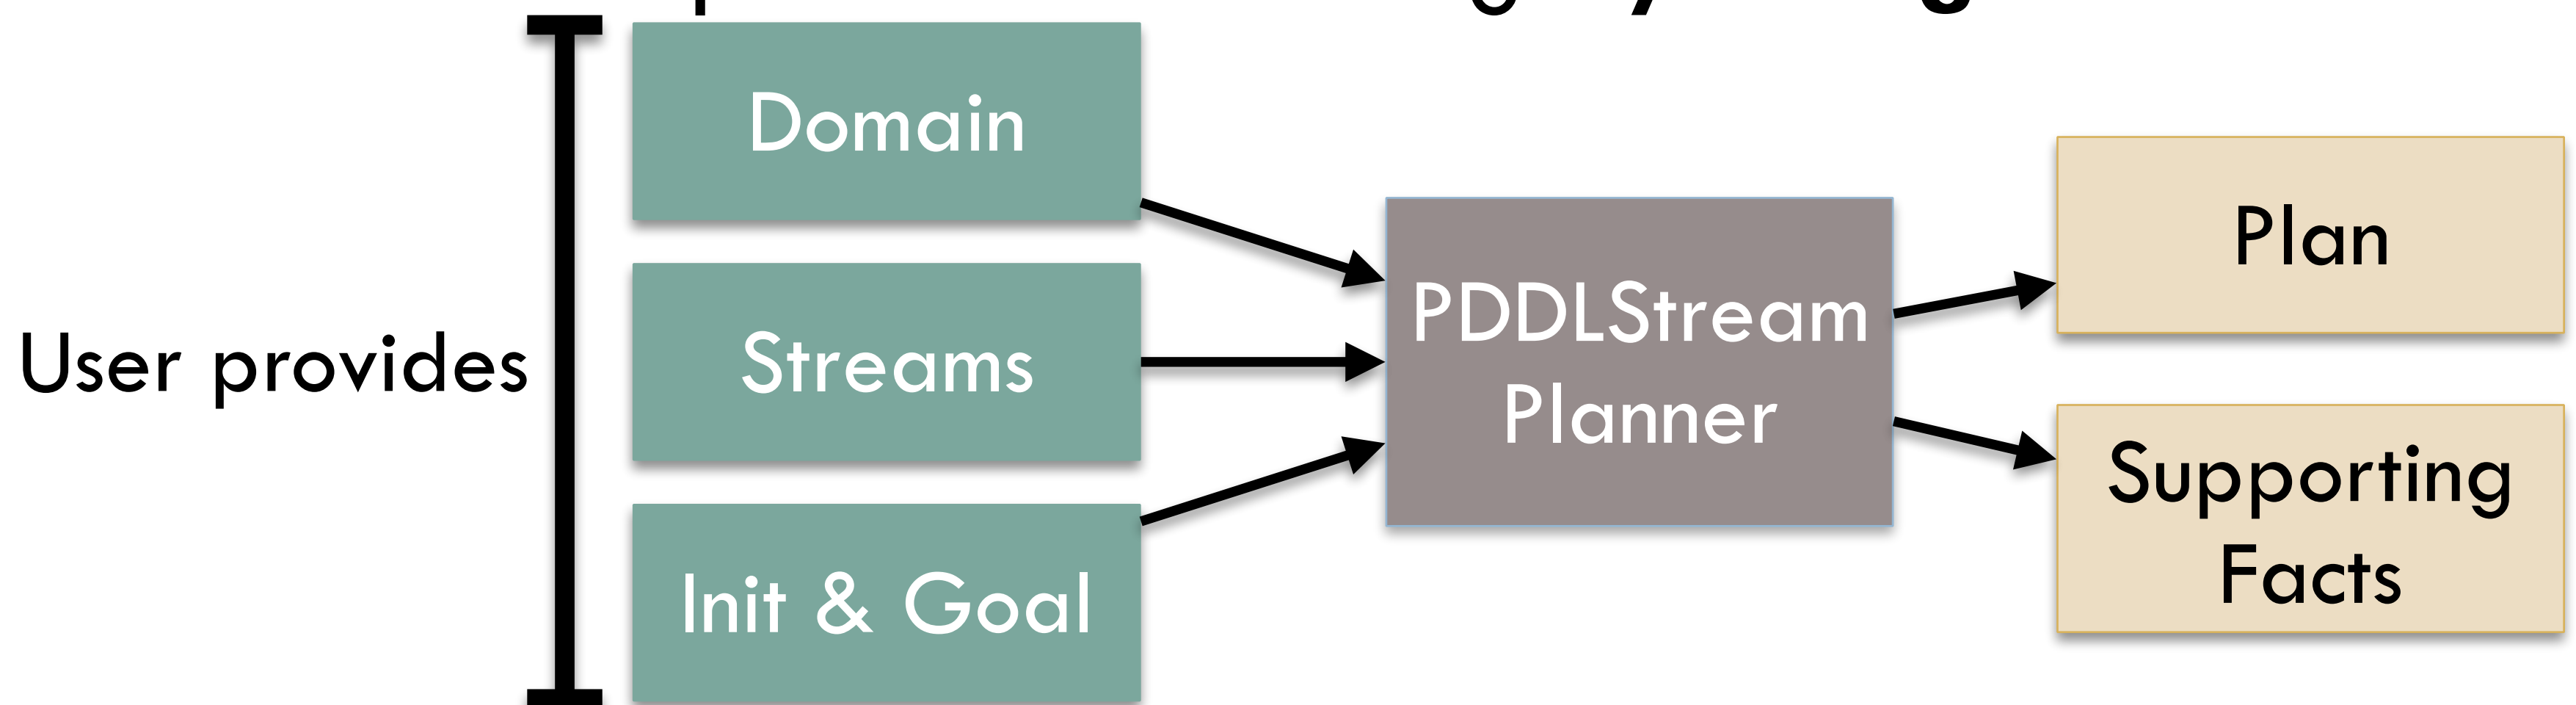 User provides
Domain
Streams
Init & Goal
PDDLStream
Planner
Plan
Supporting
Facts